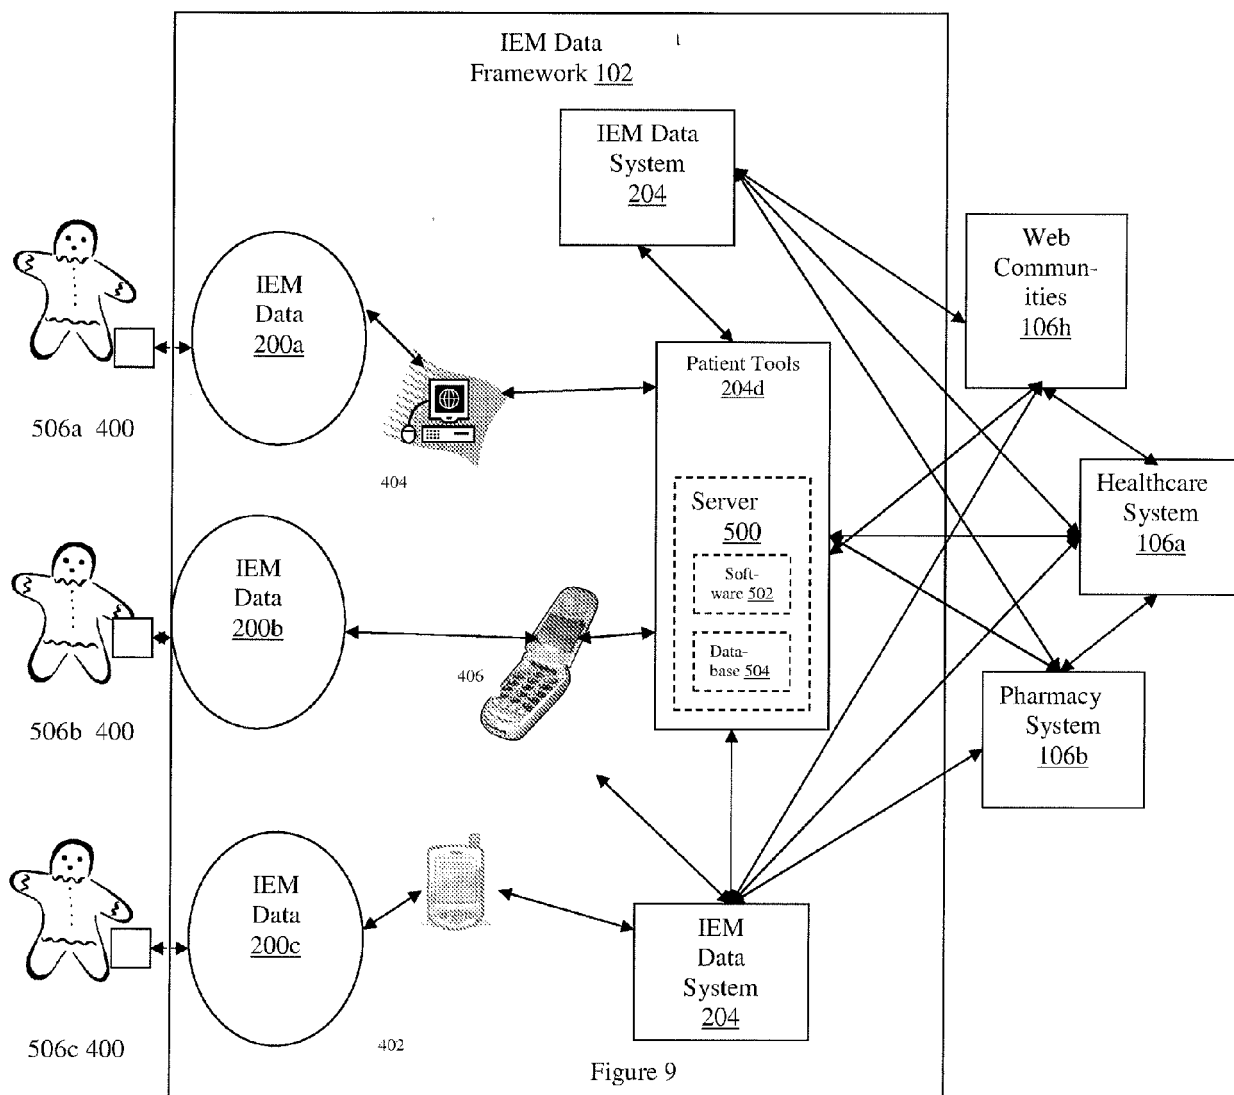 IEM Data
Framework 102
IEM Data
System
204
Web
Commun-
ities
106h
IEM
Data
200a
506a 400
404
Patient Tools
204d
Server
500
Soft-
ware 502
Data-
base 504
Healthcare
System
106a
IEM
Data
200b
506b 400
406
Pharmacy
System
106b
IEM
Data
200c
506c 400
402
IEM
Data
System
204
Figure 9